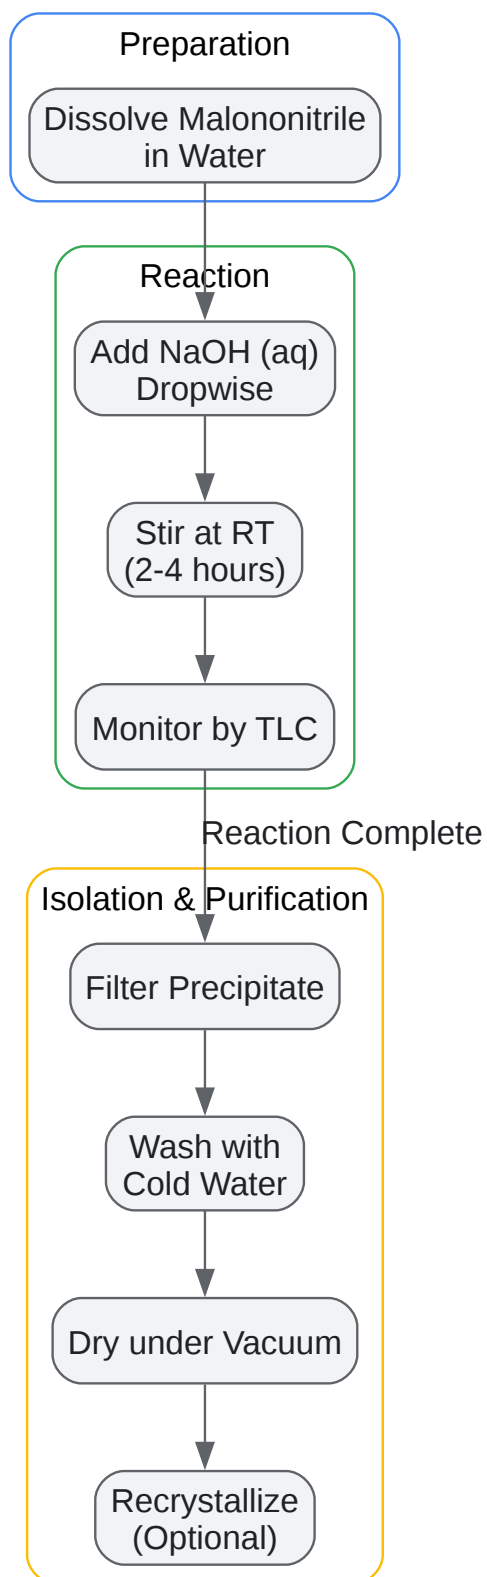 Preparation
Dissolve Malononitrile
in Water
Reaction
Add NaOH (aq)
Dropwise
Stir at RT
(2-4 hours)
Monitor by TLC
Reaction Complete
Isolation & Purification
Filter Precipitate
Wash with
Cold Water
Dry under Vacuum
Recrystallize
(Optional)